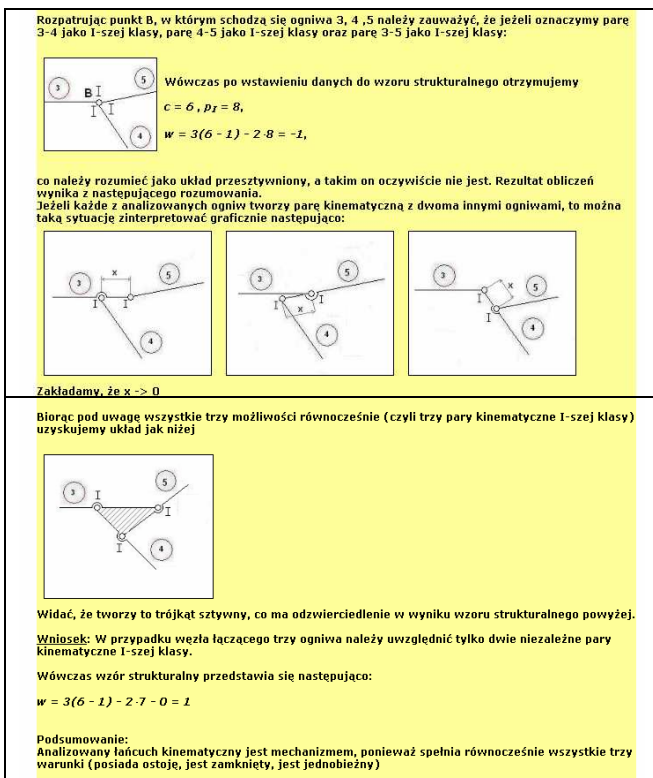 Rozpatrując punkt B, w którym schodzą się ogniwa 3, 4 ,5 należy zauważyć, że jeżeli oznaczymy parę
3-4 jako I-szej klasy, parę 4-5 jako I-szej klasy oraz parę 3-5 jako I-szej klasy:
3
5
B I
I I
4
Wówczas po wstawieniu danych do wzoru strukturalnego otrzymujemy
c = 6 , pI = 8,
w = 3(6 - 1) - 2·8 = -1,
co należy rozumieć jako układ przesztywniony, a takim on oczywiście nie jest. Rezultat obliczeń
wynika z następującego rozumowania.
Jeżeli każde z analizowanych ogniw tworzy parę kinematyczną z dwoma innymi ogniwami, to można
taką sytuację zinterpretować graficznie następująco:
3
x
5
I
I
4
3
5
I
I
x
4
3
x
5
I
I
4
Zakładamy, że x -> 0
Biorąc pod uwagę wszystkie trzy możliwości równocześnie (czyli trzy pary kinematyczne I-szej klasy)
uzyskujemy układ jak niżej
3
I
5
I
I
4
Widać, że tworzy to trójkąt sztywny, co ma odzwierciedlenie w wyniku wzoru strukturalnego powyżej.
Wniosek: W przypadku węzła łączącego trzy ogniwa należy uwzględnić tylko dwie niezależne pary
kinematyczne I-szej klasy.
Wówczas wzór strukturalny przedstawia się następująco:
w = 3(6 - 1) - 2·7 - 0 = 1
Podsumowanie:
Analizowany łańcuch kinematyczny jest mechanizmem, ponieważ spełnia równocześnie wszystkie trzy
warunki (posiada ostoję, jest zamknięty, jest jednobieżny)